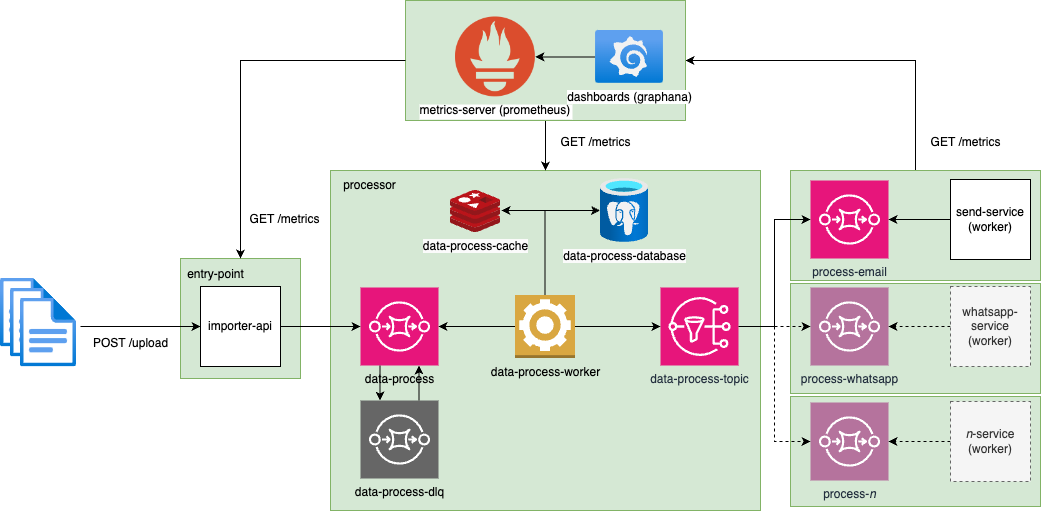 dashboards (graphana)
metrics-server (prometheus)
GET /metrics
GET /metrics
GET /metrics
processor
data-process-cache
data-process-database
send-service
(worker)
process-email
entry-point
importer-api
POST /upload
data-process
data-process-worker
data-process-topic
whatsapp-
service
(worker)
process-whatsapp
data-process-dlq
n-service
(worker)
process-n